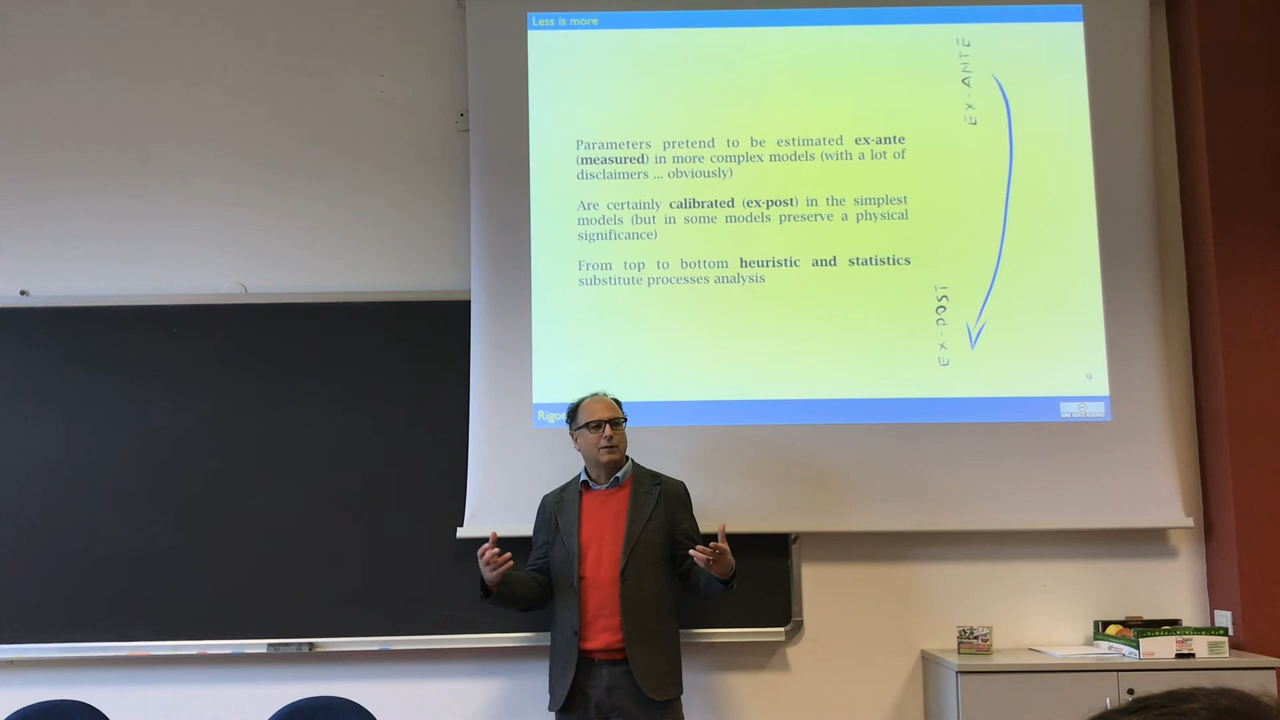 Less is more
EX-ANTE
Parameters pretend to be estimated ex-ante
(measured) in more complex models (with a lot of
disclaimers ... obviously)
Are certainly calibrated (ex-post) in the simplest
models (but in some models preserve a physical
significance)
From top to bottom heuristic and statistics
substitute processes analysis
EX-POST
9